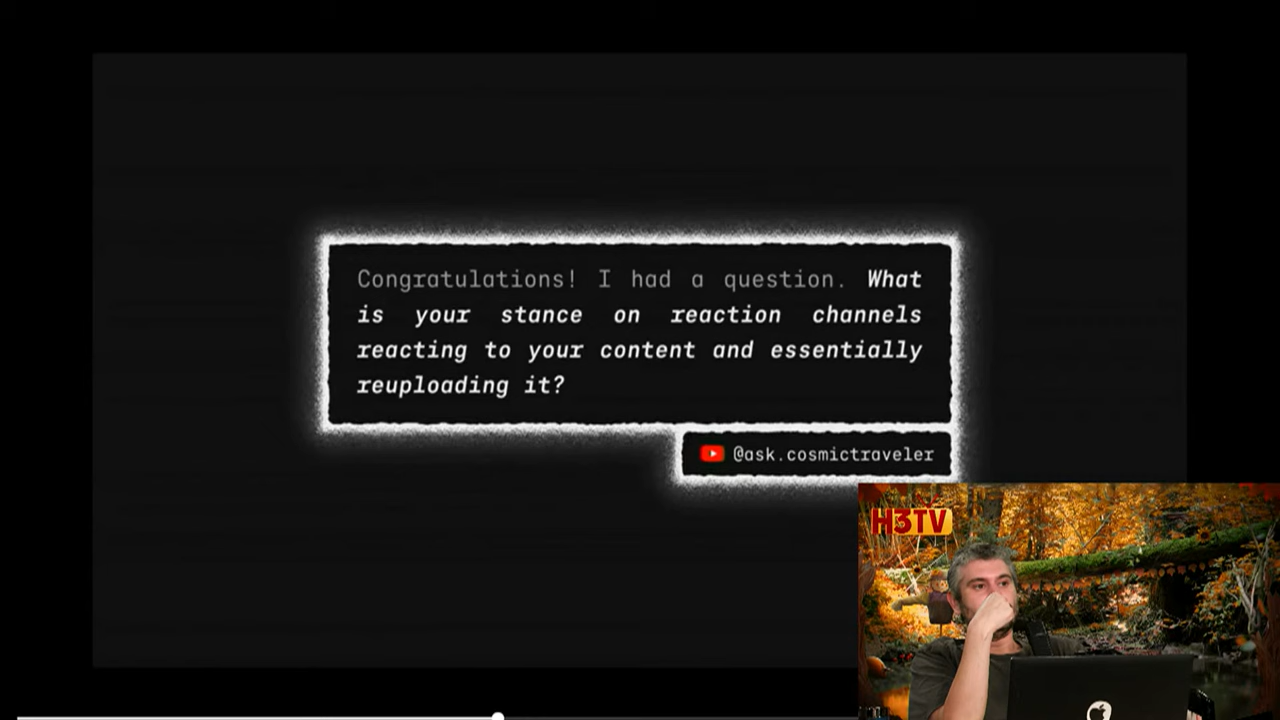 Congratulations! I had a question. What
is your stance on reaction channels
reacting to your content and essentially
reuploading it?
@ask.cosmictraveler
H3TV